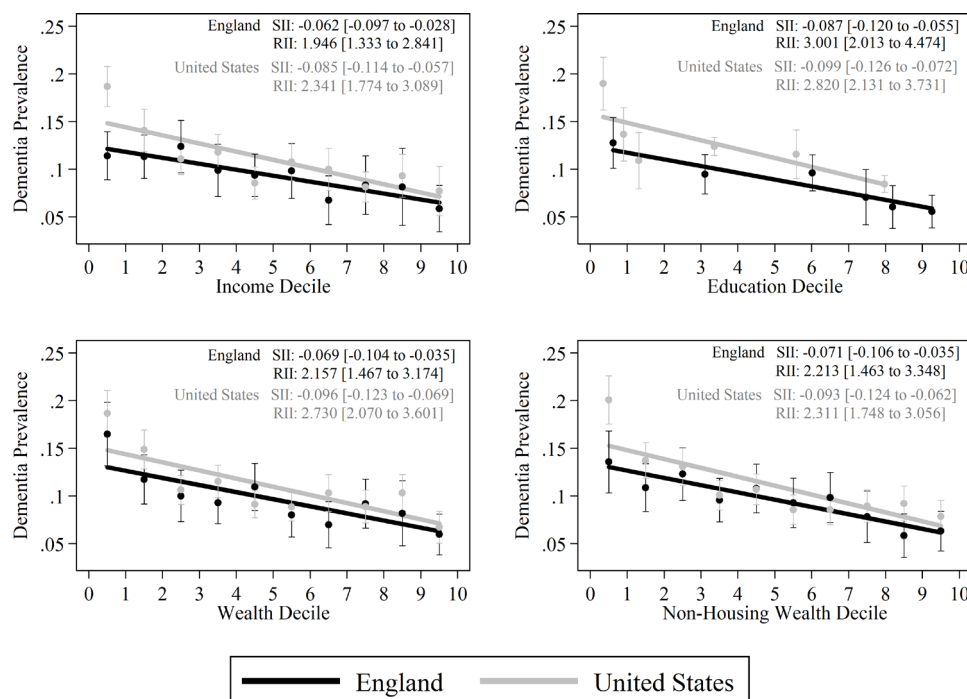 England SII: -0.062 [-0.097 to -0.028]
RII: 1.946 [1.333 to 2.841]
United States SII: -0.085 [-0.114 to -0.057]
RII: 2.341 [1.774 to 3.089]
Dementia Prevalence
.25
.2
.15
.1
.05
0 1 2 3 4 5 6 7 8 9 10
Income Decile
England SII: -0.087 [-0.120 to -0.055]
RII: 3.001 [2.013 to 4.474]
United States SII: -0.099 [-0.126 to -0.072]
RII: 2.820 [2.131 to 3.731]
Dementia Prevalence
.25
.2
.15
.1
.05
0 1 2 3 4 5 6 7 8 9 10
Education Decile
England SII: -0.069 [-0.104 to -0.035]
RII: 2.157 [1.467 to 3.174]
United States SII: -0.096 [-0.123 to -0.069]
RII: 2.730 [2.070 to 3.601]
Dementia Prevalence
.25
.2
.15
.1
.05
0 1 2 3 4 5 6 7 8 9 10
Wealth Decile
England SII: -0.071 [-0.106 to -0.035]
RII: 2.213 [1.463 to 3.348]
United States SII: -0.093 [-0.124 to -0.062]
RII: 2.311 [1.748 to 3.056]
Dementia Prevalence
.25
.2
.15
.1
.05
0 1 2 3 4 5 6 7 8 9 10
Non-Housing Wealth Decile
England United States